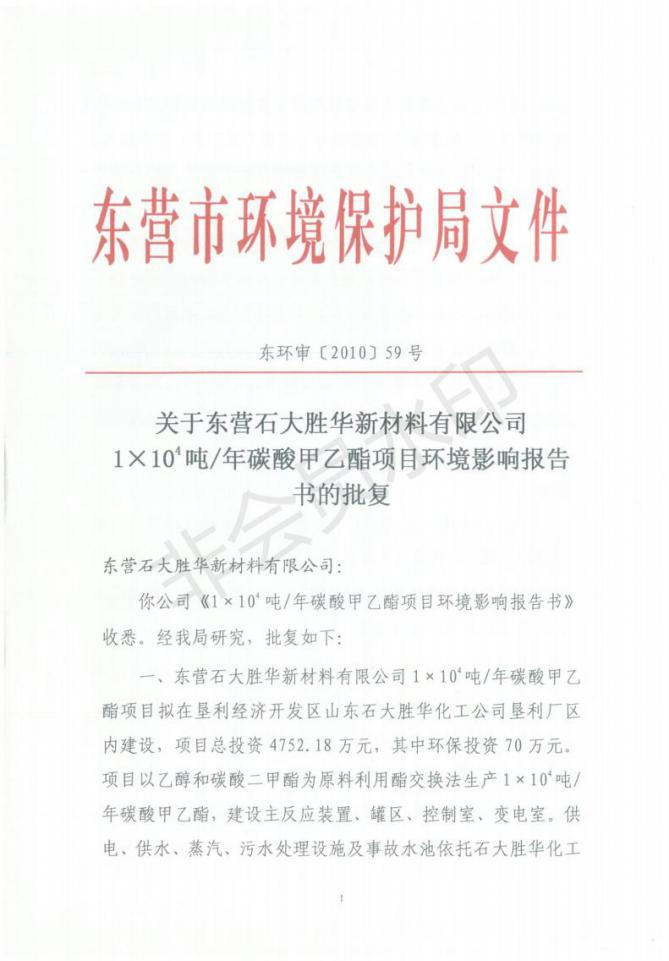 东营市环境保护局文件
东环审〔2010〕59号
关于东营石大胜华新材料有限公司
1×10⁴吨/年碳酸甲乙酯项目环境影响报告
书的批复
东营石大胜华新材料有限公司：
你公司《1×10⁴吨/年碳酸甲乙酯项目环境影响报告书》
收悉。经我局研究，批复如下：
一、东营石大胜华新材料有限公司1×10⁴吨/年碳酸甲乙
酯项目拟在垦利经济开发区山东石大胜华化工公司垦利厂区
内建设，项目总投资4752.18万元，其中环保投资70万元。
项目以乙醇和碳酸二甲酯为原料利用酯交换法生产1×10⁴吨/
年碳酸甲乙酯，建设主反应装置、罐区、控制室、变电室。供
电、供水、蒸汽、污水处理设施及事故水池依托石大胜华化工
1
非会员水印